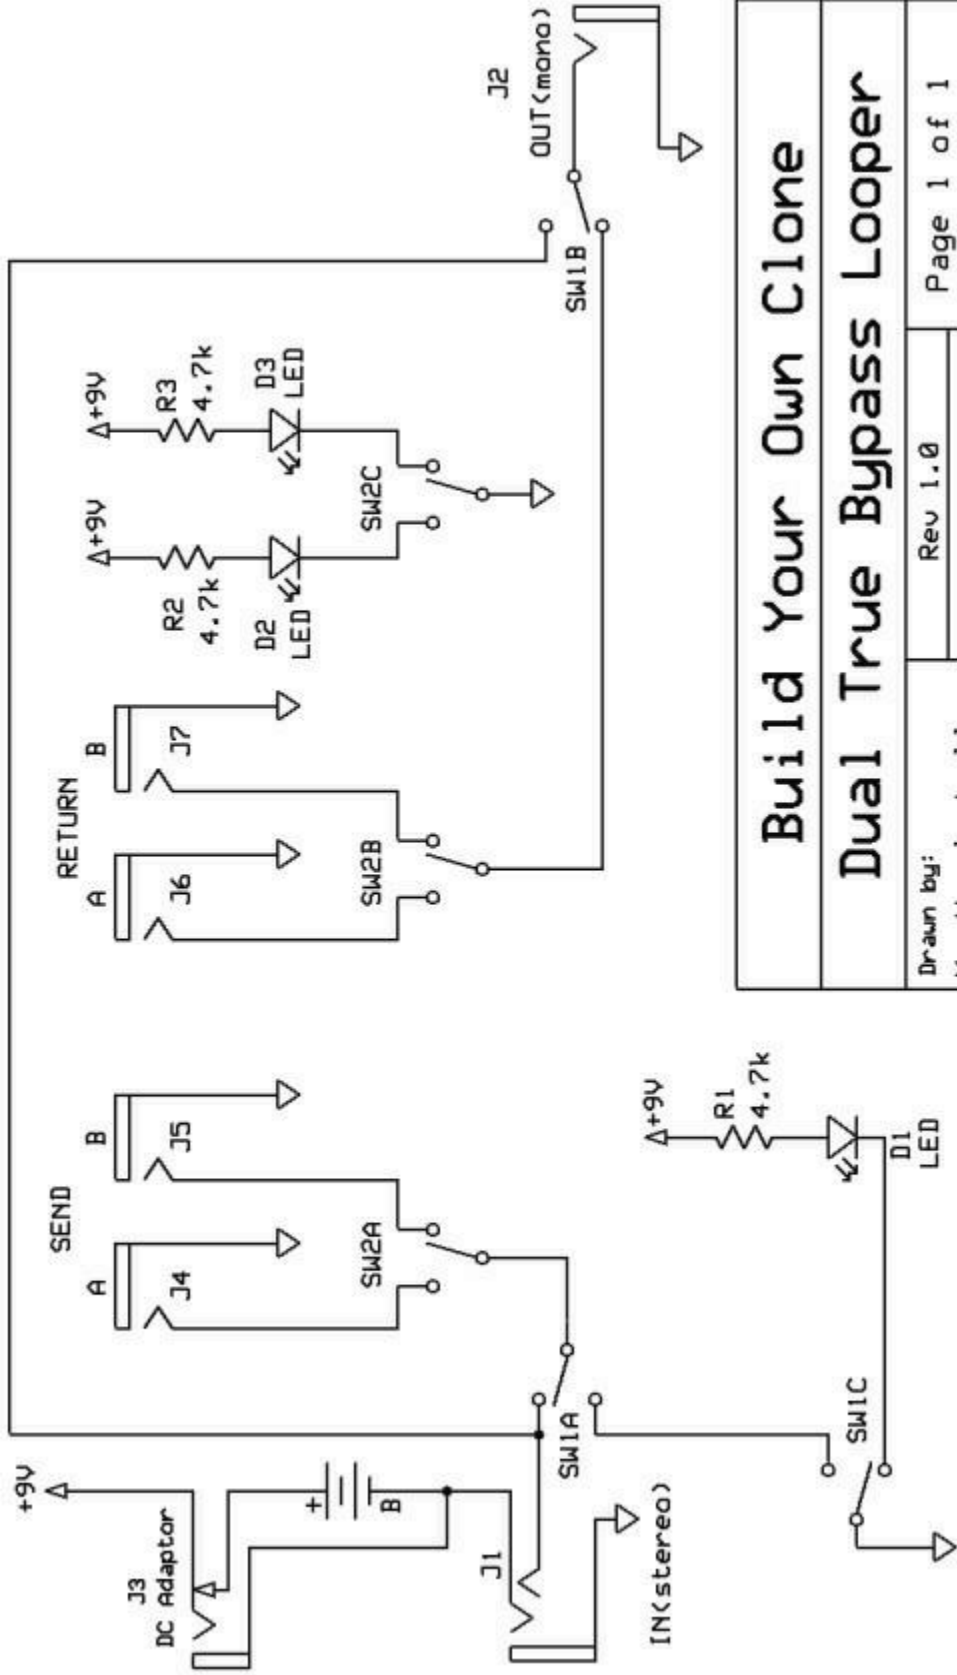 +9V
J3
DC Adaptor
+
B
J1
IN(stereo)
SEND
A
B
J4
J5
SW2A
SW1A
SW1C
+9V
R1
4.7k
D1
LED
RETURN
A
B
J6
J7
SW2B
+9V
+9V
R2
4.7k
R3
4.7k
D2
LED
D3
LED
SW2C
SW1B
J2
OUT(mono)
Build Your Own Clone
Dual True Bypass Looper
Drawn by:
Rev 1.0
Page 1 of 1